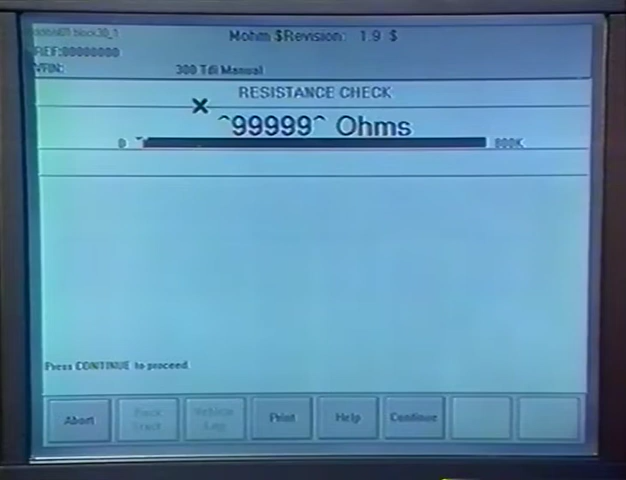 Mohm $Revision: 1.9 $
REF:00000000
VFIN:
300 Tdi Manual
RESISTANCE CHECK
^99999^ Ohms
0 800K
Press CONTINUE to proceed
Abort Print Help Continue